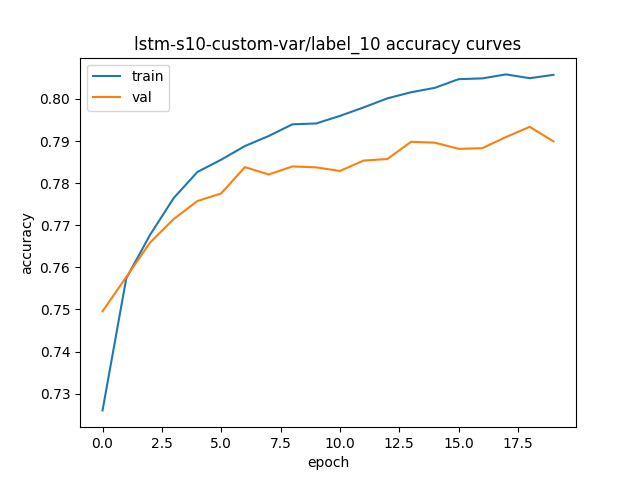 lstm-s10-custom-var/label_10 accuracy curves
train
val
0.80
0.79
0.78
0.77
0.76
0.75
0.74
0.73
accuracy
0.0 2.5 5.0 7.5 10.0 12.5 15.0 17.5
epoch